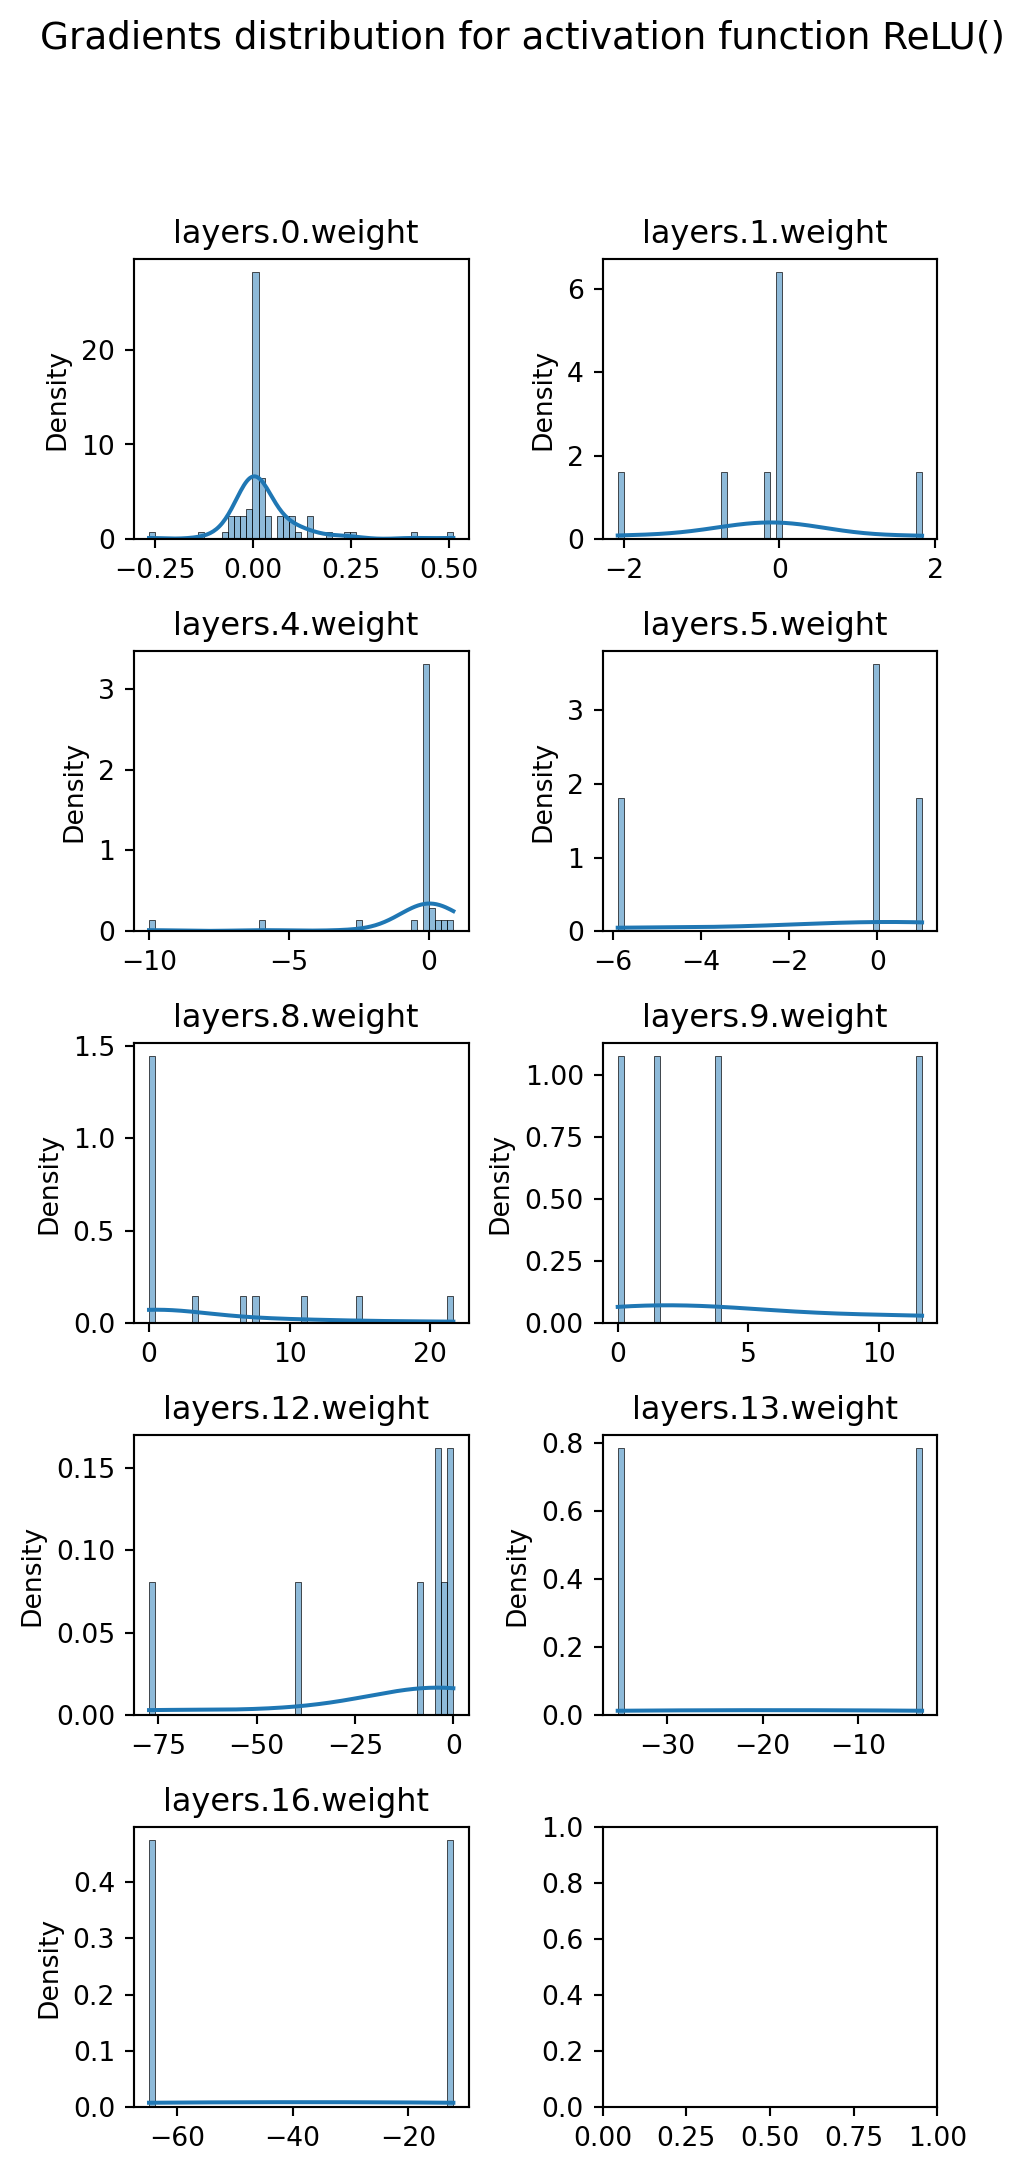 Gradients distribution for activation function ReLU()
layers.0.weight
Density
20
10
0
−0.25 0.00 0.25 0.50
layers.1.weight
Density
6
4
2
0
−2 0 2
layers.4.weight
Density
3
2
1
0
−10 −5 0
layers.5.weight
Density
3
2
1
0
−6 −4 −2 0
layers.8.weight
Density
1.5
1.0
0.5
0.0
0 10 20
layers.9.weight
Density
1.00
0.75
0.50
0.25
0.00
0 5 10
layers.12.weight
Density
0.15
0.10
0.05
0.00
−75 −50 −25 0
layers.13.weight
Density
0.8
0.6
0.4
0.2
0.0
−30 −20 −10
layers.16.weight
Density
0.4
0.3
0.2
0.1
0.0
−60 −40 −20
1.0
0.8
0.6
0.4
0.2
0.0
0.00 0.25 0.50 0.75 1.00